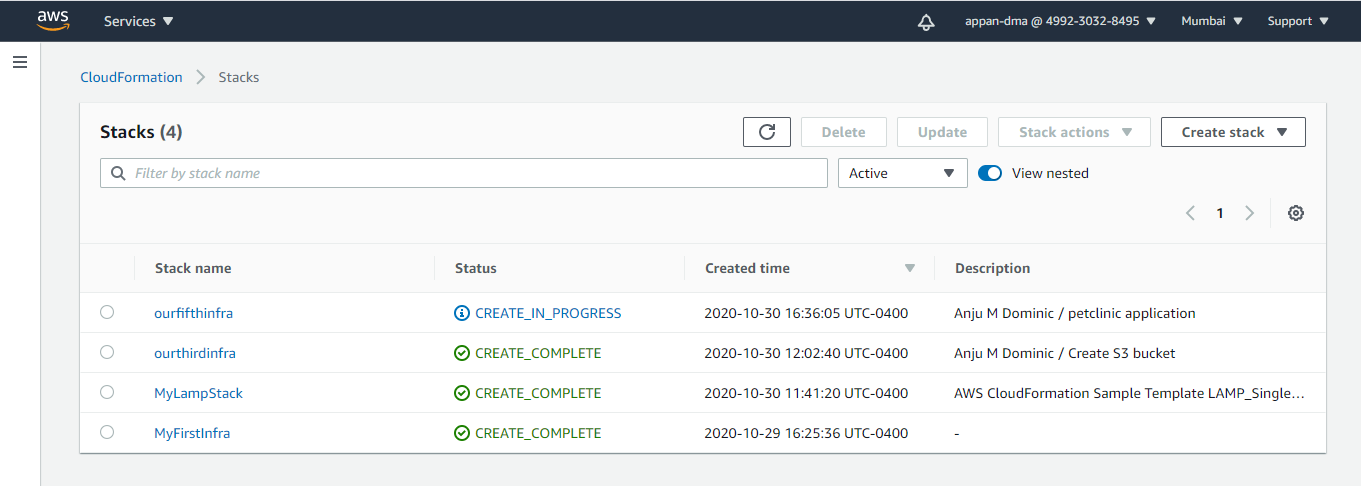 aws Services appan-dma @ 4992-3032-8495 Mumbai Support
CloudFormation Stacks
Stacks (4) Delete Update Stack actions Create stack
Filter by stack name Active View nested
1
Stack name Status Created time Description
ourfifthinfra CREATE_IN_PROGRESS 2020-10-30 16:36:05 UTC-0400 Anju M Dominic / petclinic application
ourthirdinfra CREATE_COMPLETE 2020-10-30 12:02:40 UTC-0400 Anju M Dominic / Create S3 bucket
MyLampStack CREATE_COMPLETE 2020-10-30 11:41:20 UTC-0400 AWS CloudFormation Sample Template LAMP_Single...
MyFirstInfra CREATE_COMPLETE 2020-10-29 16:25:36 UTC-0400 -